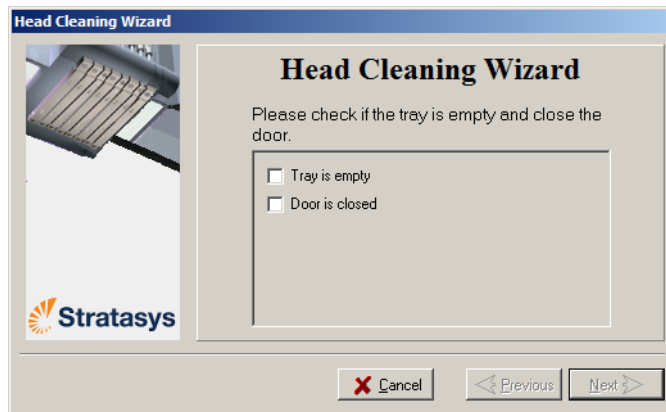 Head Cleaning Wizard
Head Cleaning Wizard
Please check if the tray is empty and close the
door.
Tray is empty
Door is closed
Stratasys
Cancel
Previous
Next